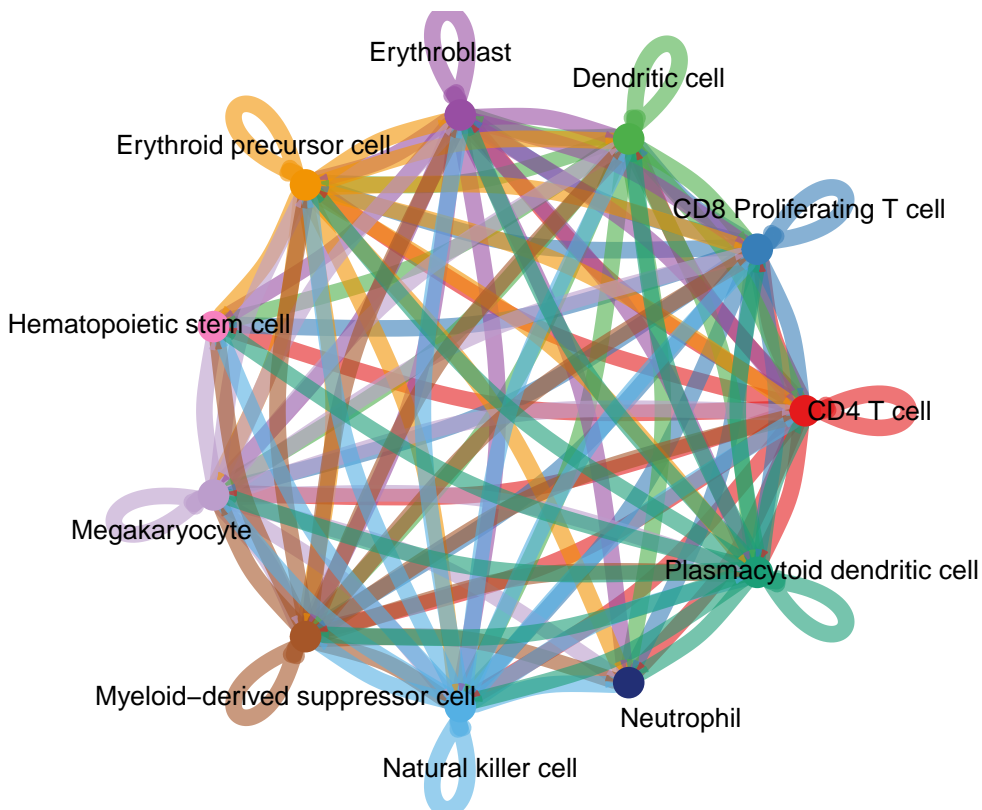 Erythroblast
Dendritic cell
Erythroid precursor cell
CD8 Proliferating T cell
Hematopoietic stem cell
CD4 T cell
Megakaryocyte
Plasmacytoid dendritic cell
Myeloid−derived suppressor cell
Neutrophil
Natural killer cell